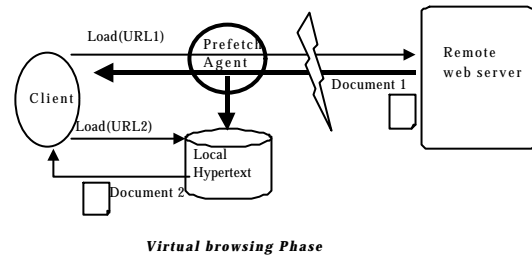 Load(URL1)
Prefetch
Agent
Remote
web server
Document 1
Client
Load(URL2)
Local
Hypertext
Document 2
Virtual browsing Phase